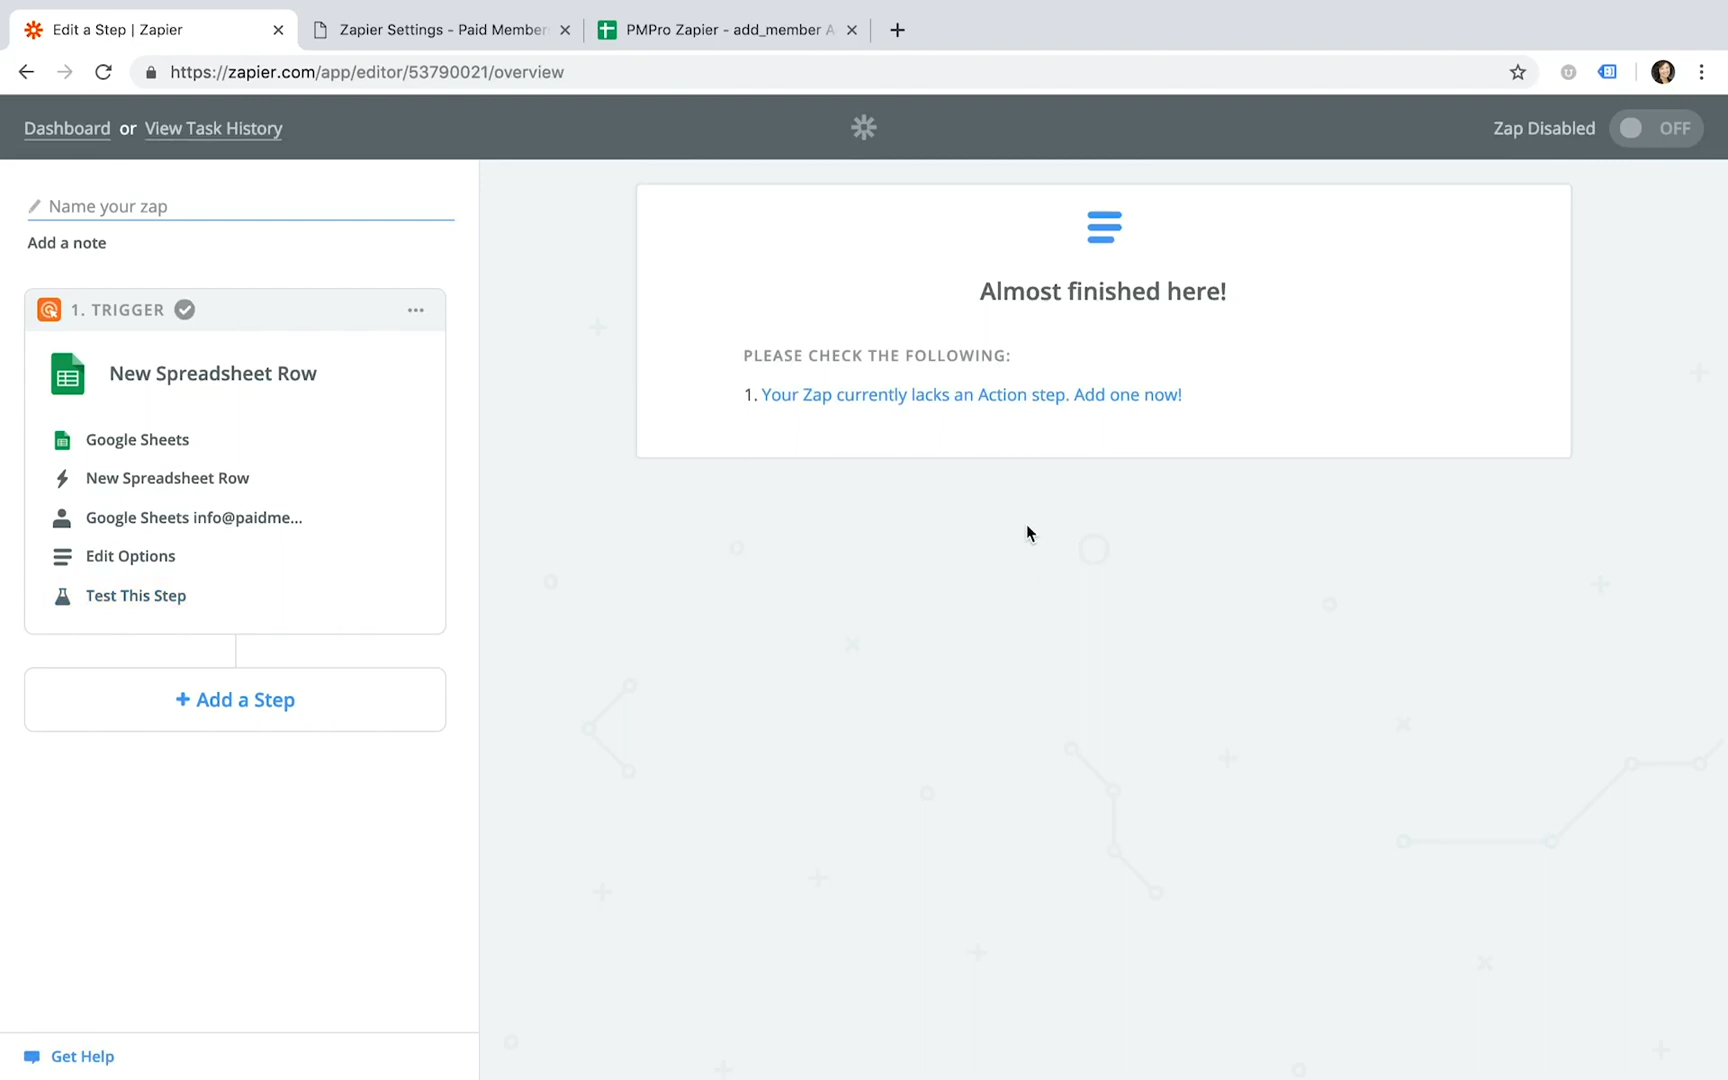 Edit a Step | Zapier
Zapier Settings - Paid Member
PMPro Zapier - add_member A
https://zapier.com/app/editor/53790021/overview
Dashboard or View Task History
Zap Disabled OFF
Name your zap
Add a note
1. TRIGGER
New Spreadsheet Row
Google Sheets
New Spreadsheet Row
Google Sheets info@paidme...
Edit Options
Test This Step
+ Add a Step
Get Help
Almost finished here!
PLEASE CHECK THE FOLLOWING:
1. Your Zap currently lacks an Action step. Add one now!